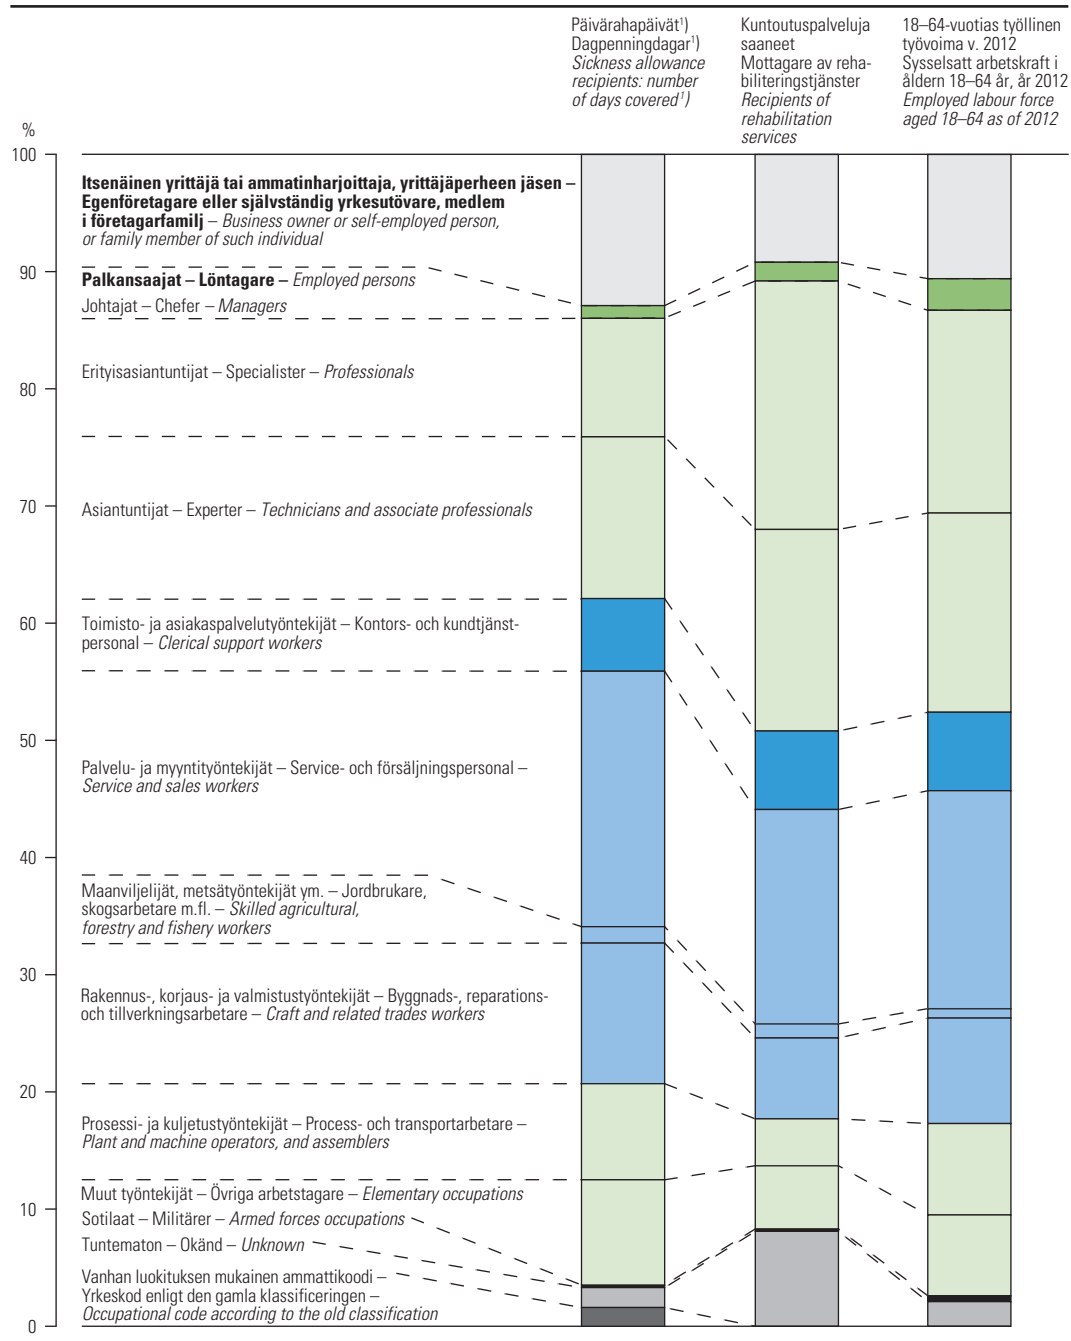 Päivärahapäivät¹)
Dagpenningdagar¹)
Sickness allowance
recipients: number
of days covered¹)
Kuntoutuspalveluja
saaneet
Mottagare av reha-
biliteringstjänster
Recipients of
rehabilitation
services
18–64-vuotias työllinen
työvoima v. 2012
Sysselsatt arbetskraft i
åldern 18–64 år, år 2012
Employed labour force
aged 18–64 as of 2012
%
100
Itsenäinen yrittäjä tai ammatinharjoittaja, yrittäjäperheen jäsen –
Egenföretagare eller självständig yrkesutövare, medlem
i företagarfamilj – Business owner or self-employed person,
or family member of such individual
90
Palkansaajat – Löntagare – Employed persons
Johtajat – Chefer – Managers
Erityisasiantuntijat – Specialister – Professionals
80
70
Asiantuntijat – Experter – Technicians and associate professionals
60
Toimisto- ja asiakaspalvelutyöntekijät – Kontors- och kundtjänst-
personal – Clerical support workers
50
Palvelu- ja myyntityöntekijät – Service- och försäljningspersonal –
Service and sales workers
40
Maanviljelijät, metsätyöntekijät ym. – Jordbrukare,
skogsarbetare m.fl. – Skilled agricultural,
forestry and fishery workers
30
Rakennus-, korjaus- ja valmistustyöntekijät – Byggnads-, reparations-
och tillverkningsarbetare – Craft and related trades workers
20
Prosessi- ja kuljetustyöntekijät – Process- och transportarbetare –
Plant and machine operators, and assemblers
Muut työntekijät – Övriga arbetstagare – Elementary occupations
10
Sotilaat – Militärer – Armed forces occupations
Tuntematon – Okänd – Unknown
Vanhan luokituksen mukainen ammattikoodi –
Yrkeskod enligt den gamla klassificeringen –
Occupational code according to the old classification
0